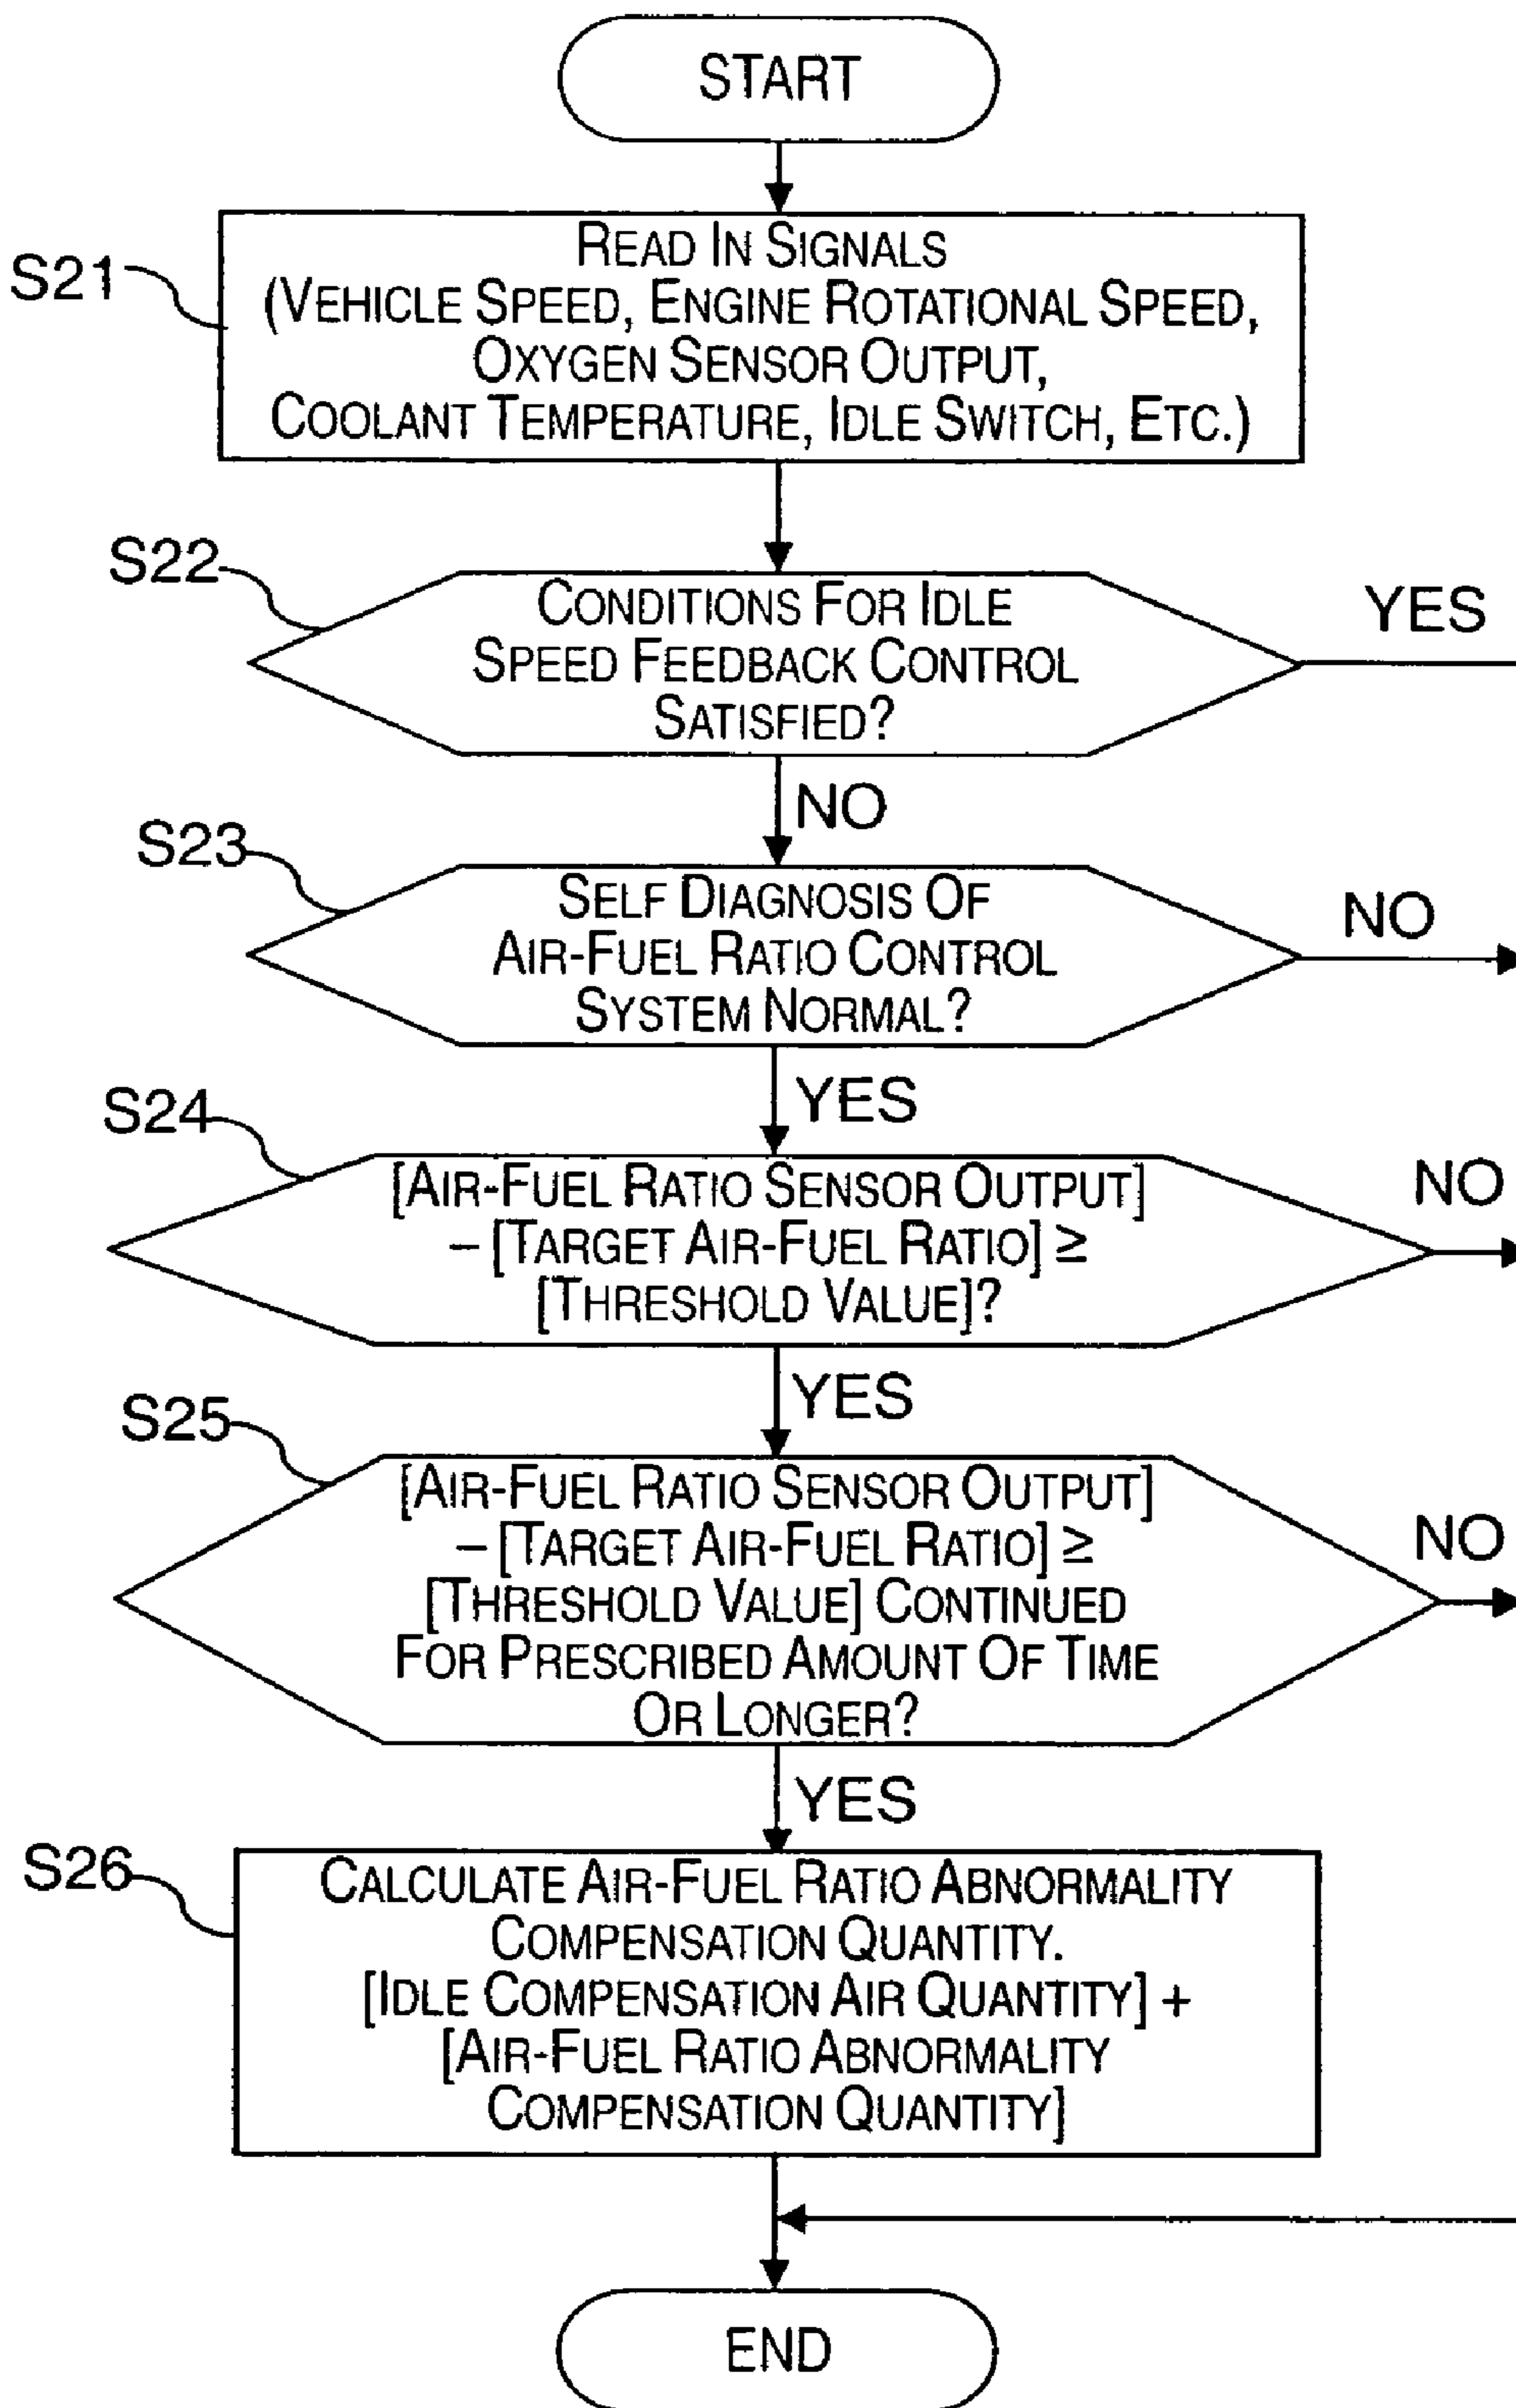 START
S21
READ IN SIGNALS
(VEHICLE SPEED, ENGINE ROTATIONAL SPEED,
OXYGEN SENSOR OUTPUT,
COOLANT TEMPERATURE, IDLE SWITCH, ETC.)
S22
CONDITIONS FOR IDLE
SPEED FEEDBACK CONTROL
SATISFIED?
YES
NO
S23
SELF DIAGNOSIS OF
AIR-FUEL RATIO CONTROL
SYSTEM NORMAL?
NO
YES
S24
[AIR-FUEL RATIO SENSOR OUTPUT]
– [TARGET AIR-FUEL RATIO] ≥
[THRESHOLD VALUE]?
NO
YES
S25
[AIR-FUEL RATIO SENSOR OUTPUT]
– [TARGET AIR-FUEL RATIO] ≥
[THRESHOLD VALUE] CONTINUED
FOR PRESCRIBED AMOUNT OF TIME
OR LONGER?
NO
YES
S26
CALCULATE AIR-FUEL RATIO ABNORMALITY
COMPENSATION QUANTITY.
[IDLE COMPENSATION AIR QUANTITY] +
[AIR-FUEL RATIO ABNORMALITY
COMPENSATION QUANTITY]
END